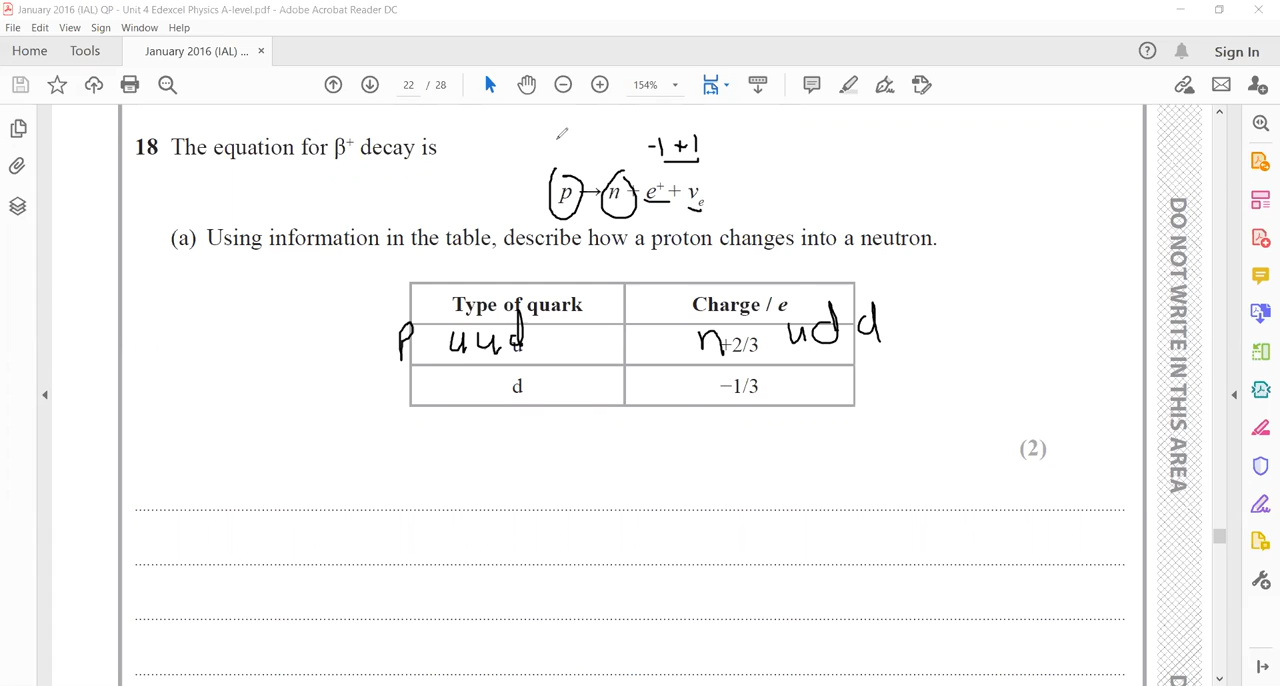 January 2016 (IAL) QP - Unit 4 Edexcel Physics A-level.pdf - Adobe Acrobat Reader DC
File Edit View Sign Window Help
Home Tools January 2016 (IAL) ... × Sign In
22 / 28 154%
18 The equation for β⁺ decay is
-1 +1
p → n + e⁺ + νₑ
(a) Using information in the table, describe how a proton changes into a neutron.
Type of quark Charge / e
p uud n udd
u +2/3
d −1/3
(2)
DO NOT WRITE IN THIS AREA